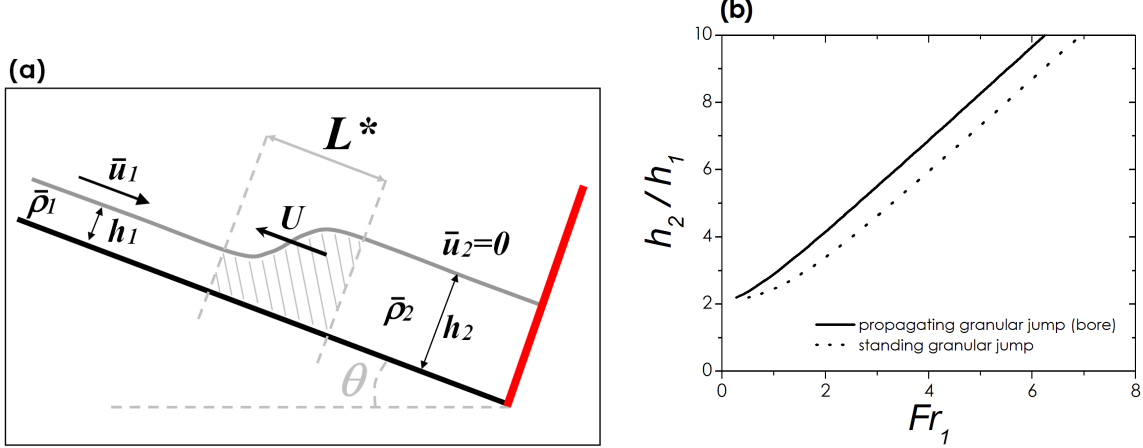 (a)
L*
ū1
ρ̄1
h1
U
ū2=0
ρ̄2
h2
θ
(b)
10
8
6
4
2
0
h2 / h1
propagating granular jump (bore)
standing granular jump
0 2 4 6 8
Fr1